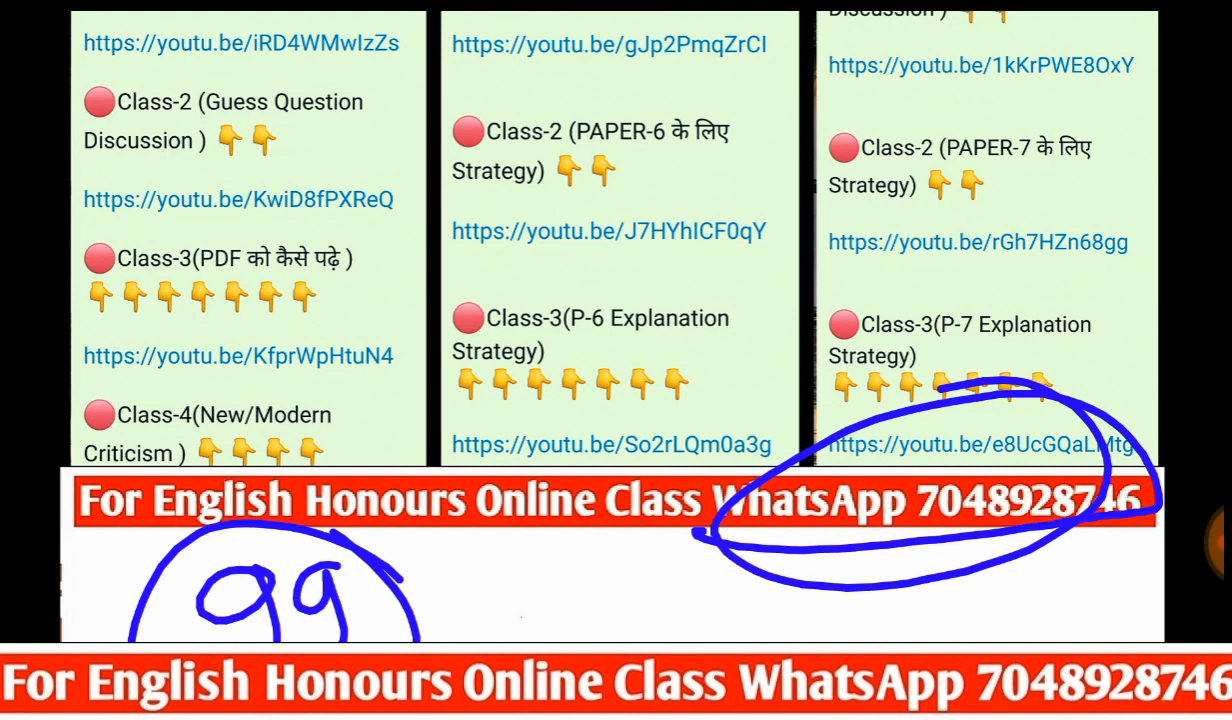 https://youtu.be/iRD4WMwIzZs
🔴Class-2 (Guess Question
Discussion ) 👇👇
https://youtu.be/KwiD8fPXReQ
🔴Class-3(PDF को कैसे पढ़े )
👇👇👇👇👇👇👇
https://youtu.be/KfprWpHtuN4
🔴Class-4(New/Modern
Criticism ) 👇👇👇👇
https://youtu.be/gJp2PmqZrCI
🔴Class-2 (PAPER-6 के लिए
Strategy) 👇👇
https://youtu.be/J7HYhICF0qY
🔴Class-3(P-6 Explanation
Strategy)
👇👇👇👇👇👇👇
https://youtu.be/So2rLQm0a3g
Discussion ) 👇👇
https://youtu.be/1kKrPWE8OxY
🔴Class-2 (PAPER-7 के लिए
Strategy) 👇👇
https://youtu.be/rGh7HZn68gg
🔴Class-3(P-7 Explanation
Strategy)
👇👇👇👇👇👇👇
For English Honours Online Class WhatsApp 7048928746
99
For English Honours Online Class WhatsApp 7048928746